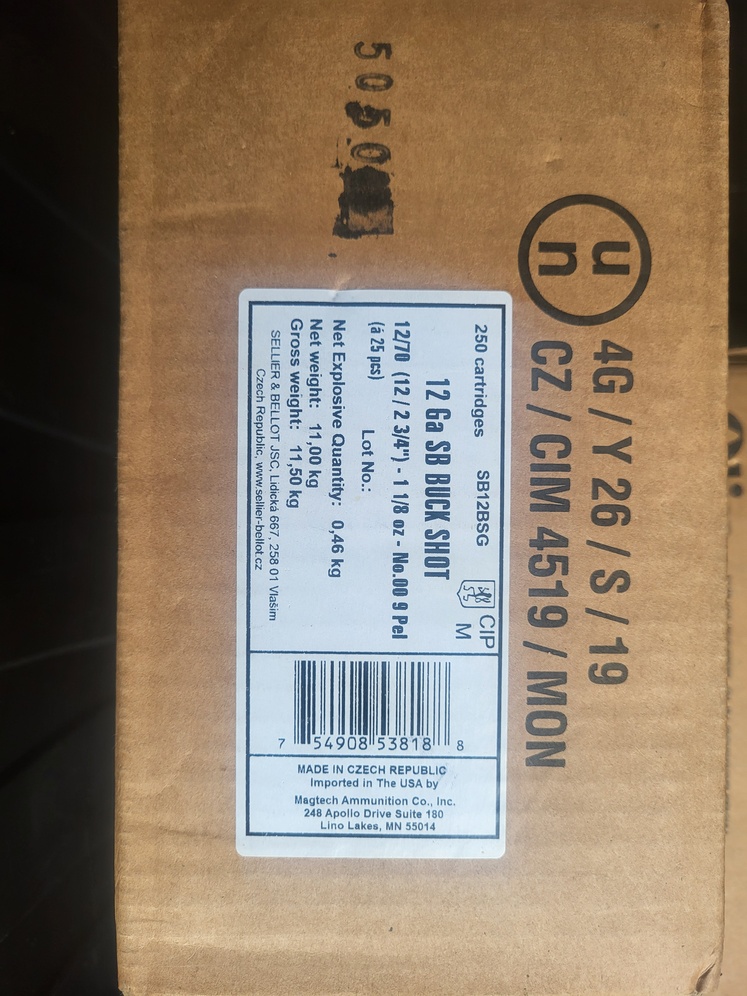 5050
un
4G / Y 26 / S / 19
CZ / CIM 4519 / MON
250 cartridges SB12BSG
CIP
M
12 Ga SB BUCK SHOT
12/70 (12 / 2 3/4") - 1 1/8 oz - No.00 9 Pel
(á 25 pcs)
Lot No.:
Net Explosive Quantity: 0,46 kg
Net weight: 11,00 kg
Gross weight: 11,50 kg
SELLIER & BELLOT JSC, Lidická 667, 258 01 Vlašim
Czech Republic, www.sellier-bellot.cz
7 54908 53818 8
MADE IN CZECH REPUBLIC
Imported in The USA by
Magtech Ammunition Co., Inc.
248 Apollo Drive Suite 180
Lino Lakes, MN 55014